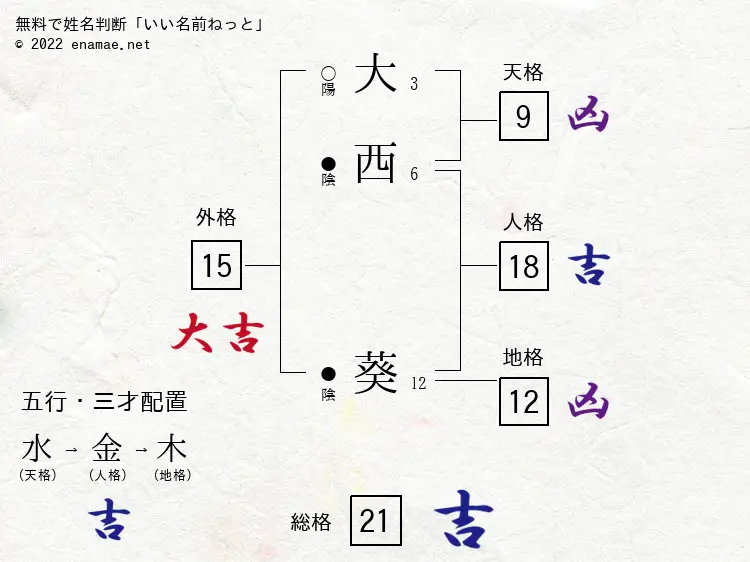 無料で姓名判断「いい名前ねっと」
© 2022 enamae.net
○ 陽 大 3
天格
9 凶
● 陰 西 6
外格
15
大吉
人格
18 吉
● 陰 葵 12
地格
12 凶
五行・三才配置
水→金→木
(天格) (人格) (地格)
吉
総格 21 吉